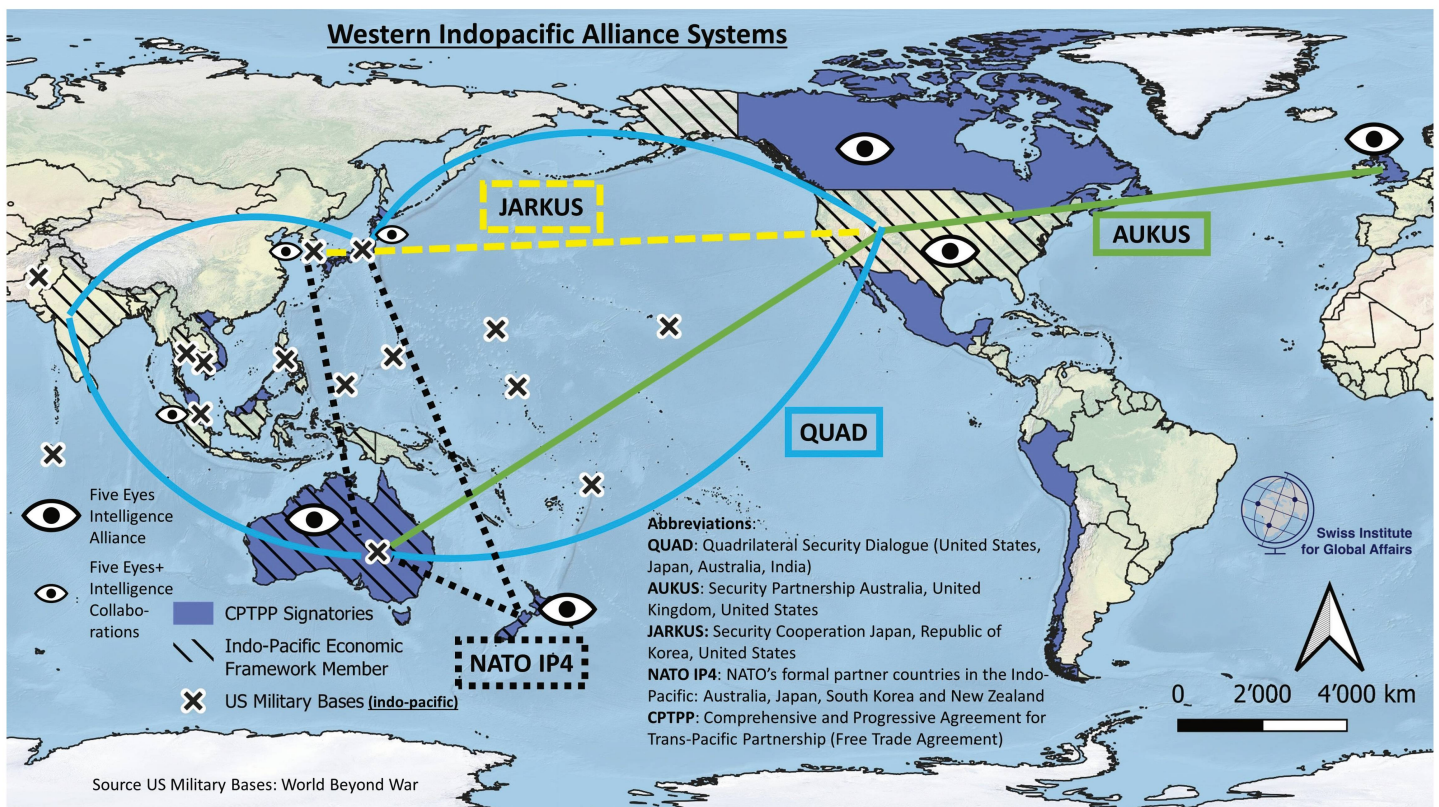 Western Indopacific Alliance Systems
JARKUS
AUKUS
QUAD
NATO IP4
Five Eyes
Intelligence
Alliance
Five Eyes+
Intelligence
Collabo-
rations
CPTPP Signatories
Indo-Pacific Economic
Framework Member
US Military Bases (indo-pacific)
Source US Military Bases: World Beyond War
Abbreviations:
QUAD: Quadrilateral Security Dialogue (United States,
Japan, Australia, India)
AUKUS: Security Partnership Australia, United
Kingdom, United States
JARKUS: Security Cooperation Japan, Republic of
Korea, United States
NATO IP4: NATO's formal partner countries in the Indo-
Pacific: Australia, Japan, South Korea and New Zealand
CPTPP: Comprehensive and Progressive Agreement for
Trans-Pacific Partnership (Free Trade Agreement)
Swiss Institute
for Global Affairs
0 2'000 4'000 km